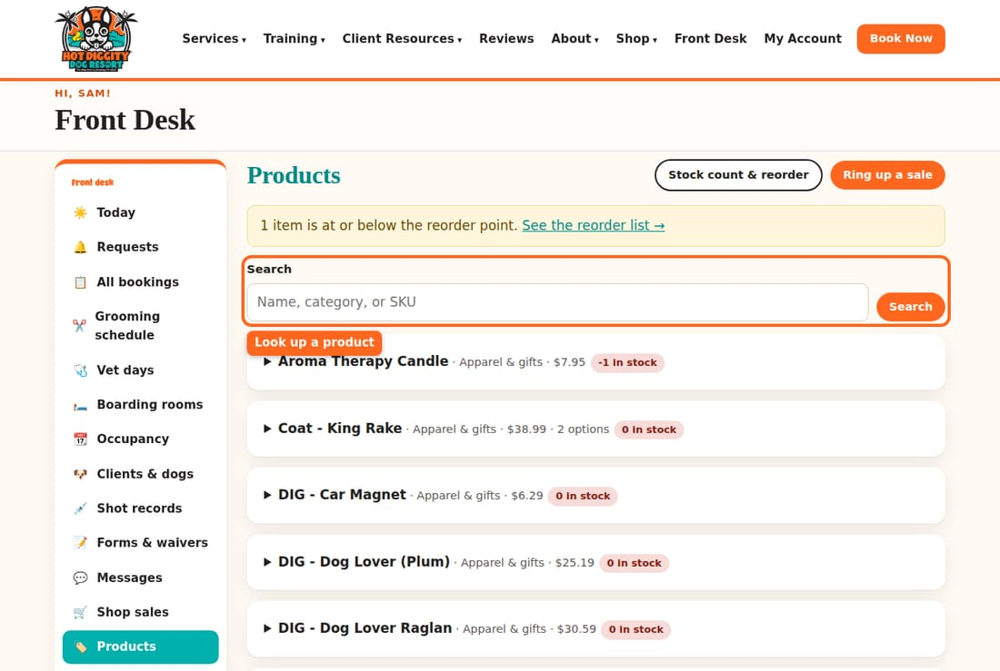 HOT DIGGITY
DOG RESORT
Services ▾ Training ▾ Client Resources ▾ Reviews About ▾ Shop ▾ Front Desk My Account Book Now
HI, SAM!
Front Desk
Front desk
Today
Requests
All bookings
Grooming
schedule
Vet days
Boarding rooms
Occupancy
Clients & dogs
Shot records
Forms & waivers
Messages
Shop sales
Products
Products
Stock count & reorder
Ring up a sale
1 item is at or below the reorder point. See the reorder list →
Search
Name, category, or SKU
Search
Look up a product
▶ Aroma Therapy Candle · Apparel & gifts · $7.95 -1 in stock
▶ Coat - King Rake · Apparel & gifts · $38.99 · 2 options 0 in stock
▶ DIG - Car Magnet · Apparel & gifts · $6.29 0 in stock
▶ DIG - Dog Lover (Plum) · Apparel & gifts · $25.19 0 in stock
▶ DIG - Dog Lover Raglan · Apparel & gifts · $30.59 0 in stock